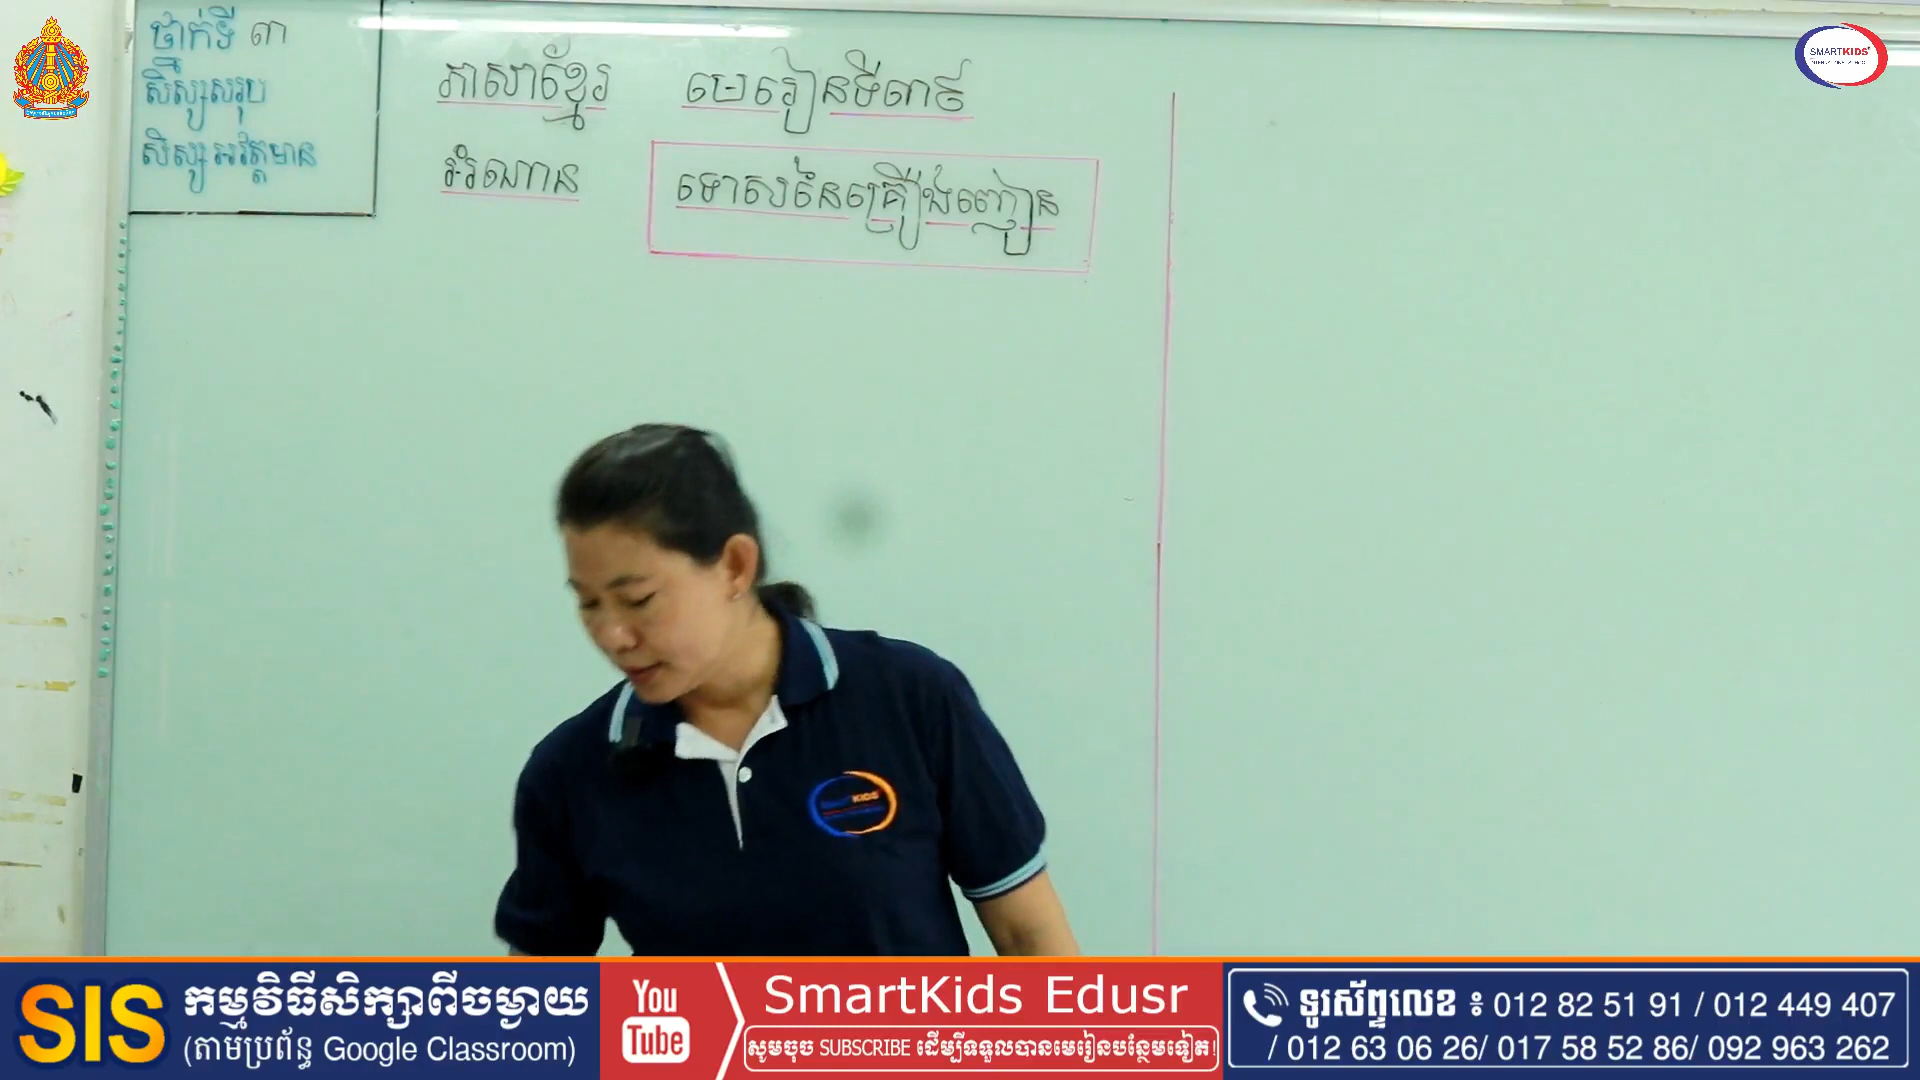 ថ្នាក់ទី ៣
សិស្សសរុប
សិស្សអវត្តមាន
ភាសាខ្មែរ មេរៀនទី៣៩
អំណាន ទោសនៃគ្រឿងញៀន
SMARTKIDS
SMARTKIDS
SIS កម្មវិធីសិក្សាពីចម្ងាយ
(តាមប្រព័ន្ធ Google Classroom)
You
Tube
SmartKids Edusr
សូមចុច SUBSCRIBE ដើម្បីទទួលបានមេរៀនបន្ថែមទៀត!
ទូរស័ព្ទលេខ ៖ 012 82 51 91 / 012 449 407
/ 012 63 06 26/ 017 58 52 86/ 092 963 262